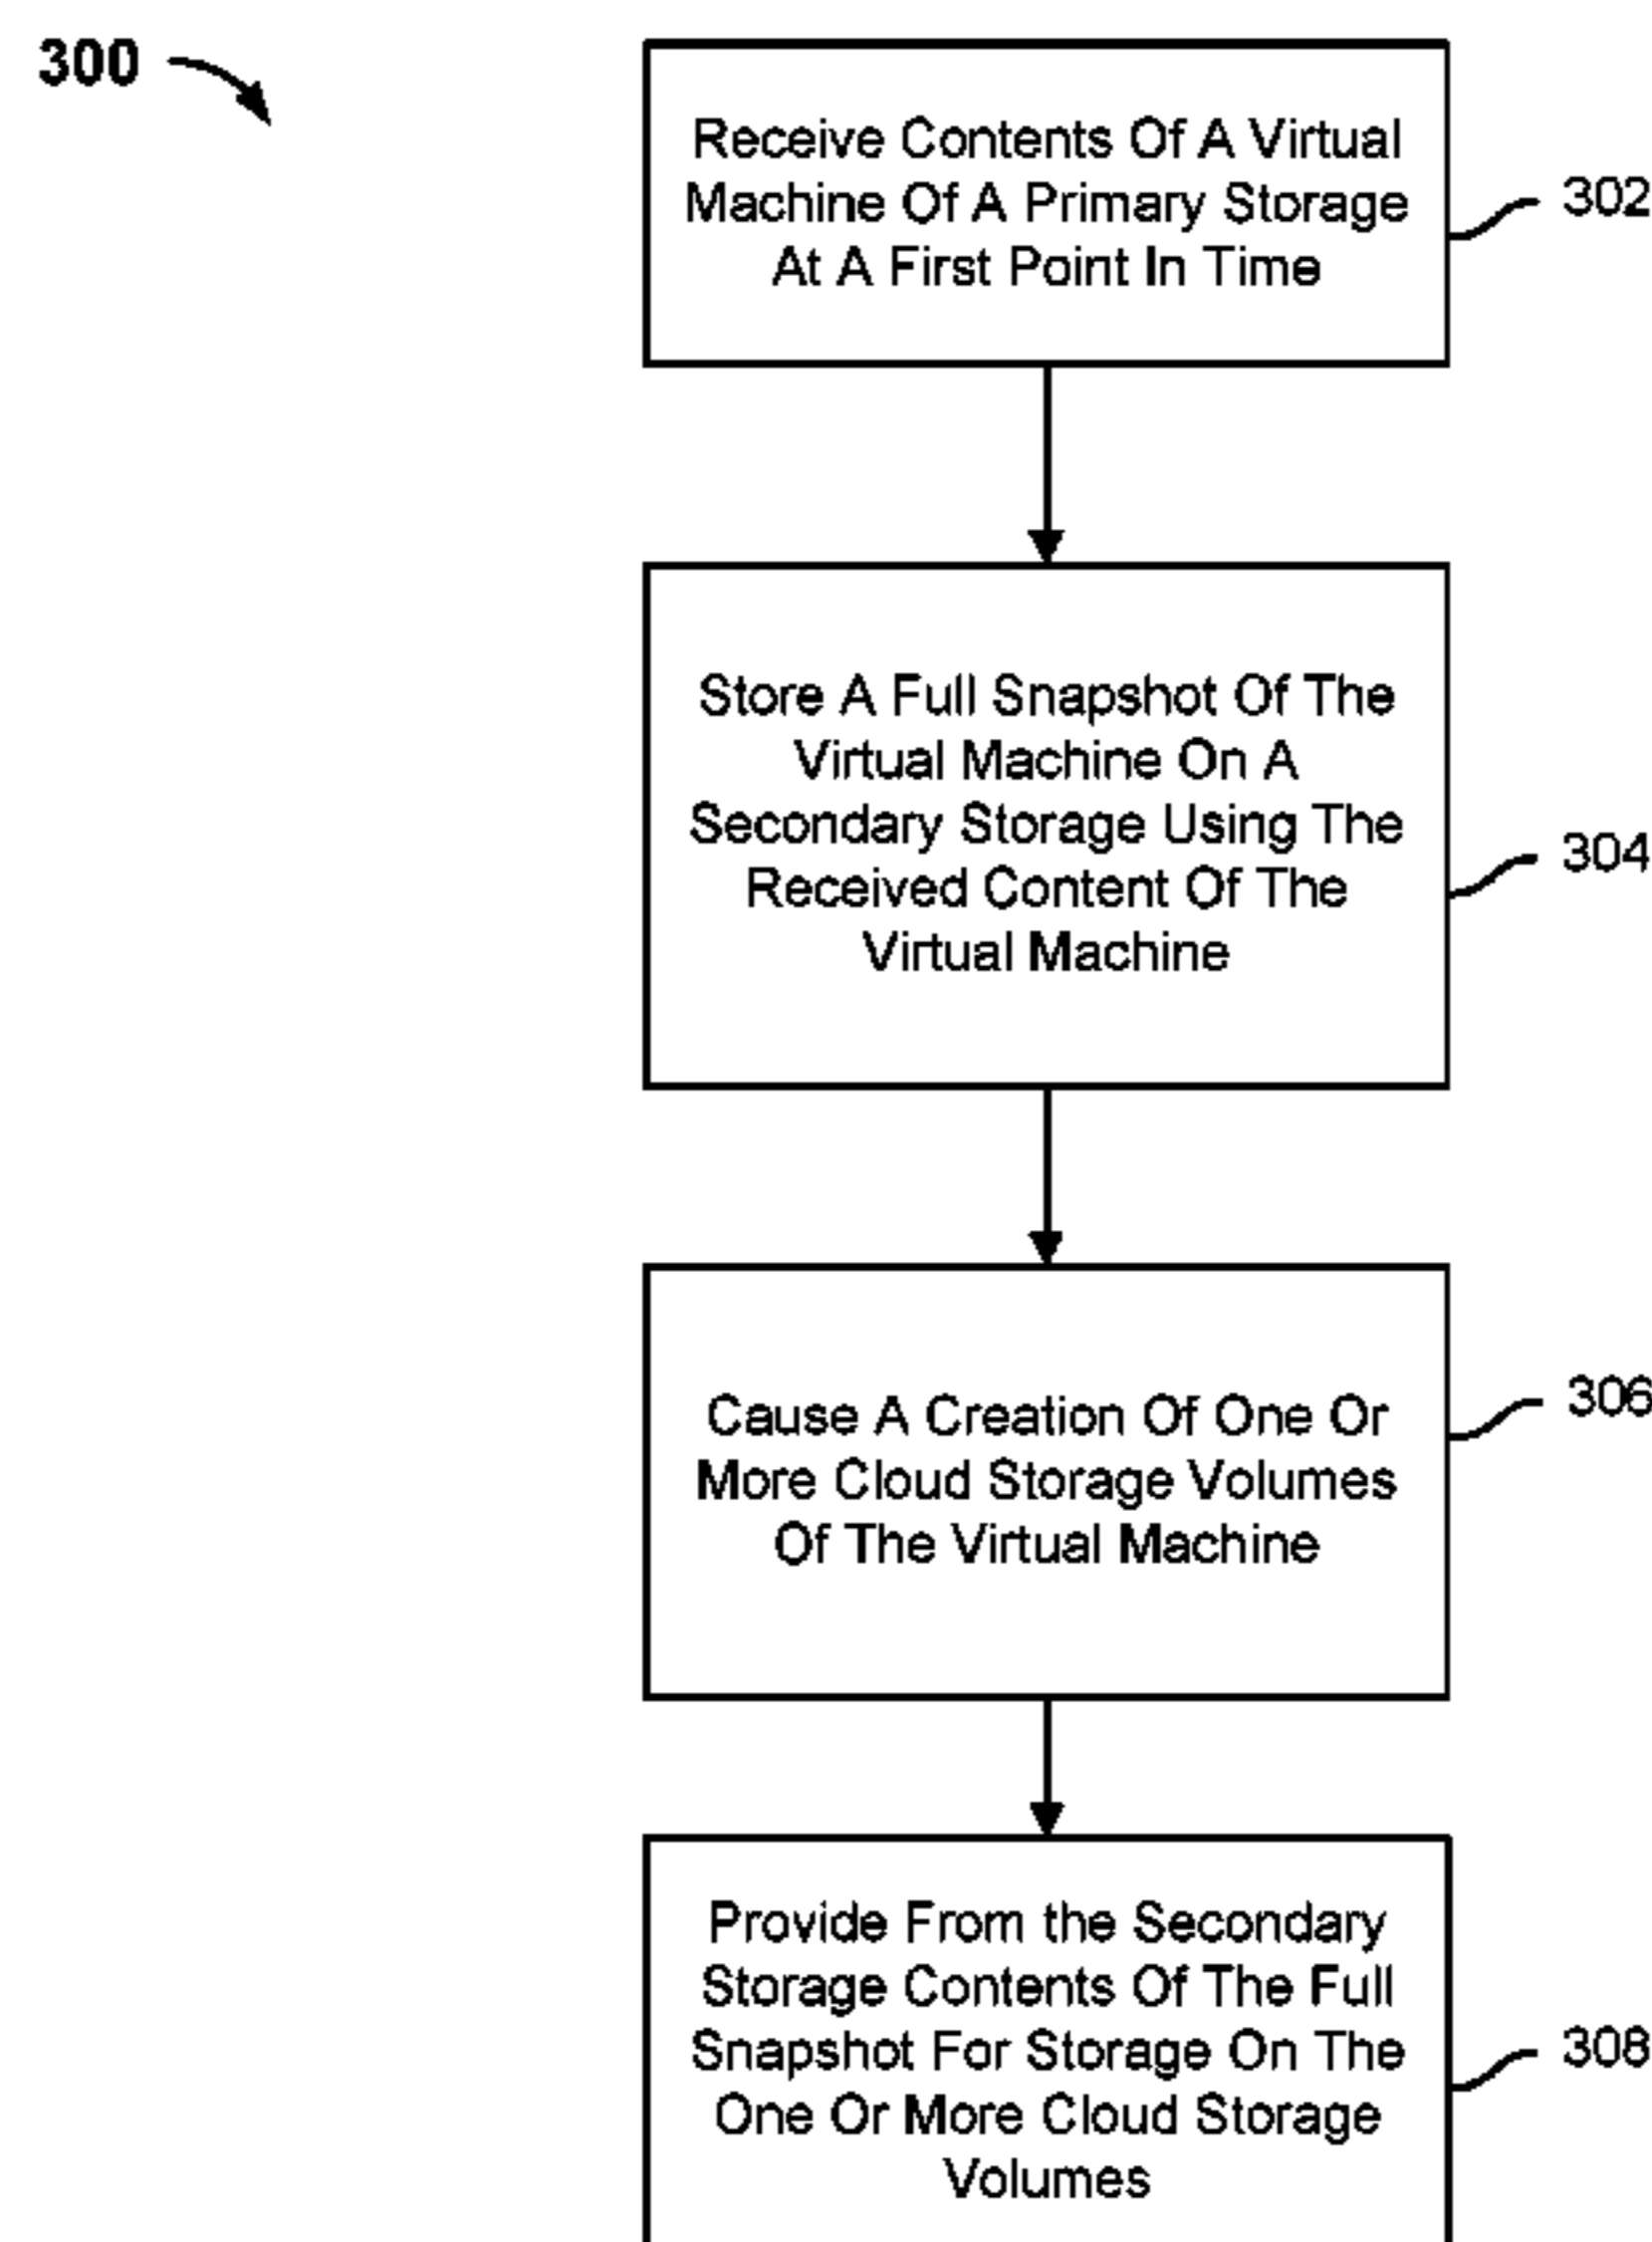 300
Receive Contents Of A Virtual
Machine Of A Primary Storage
At A First Point In Time
302
Store A Full Snapshot Of The
Virtual Machine On A
Secondary Storage Using The
Received Content Of The
Virtual Machine
304
Cause A Creation Of One Or
More Cloud Storage Volumes
Of The Virtual Machine
306
Provide From the Secondary
Storage Contents Of The Full
Snapshot For Storage On The
One Or More Cloud Storage
Volumes
308